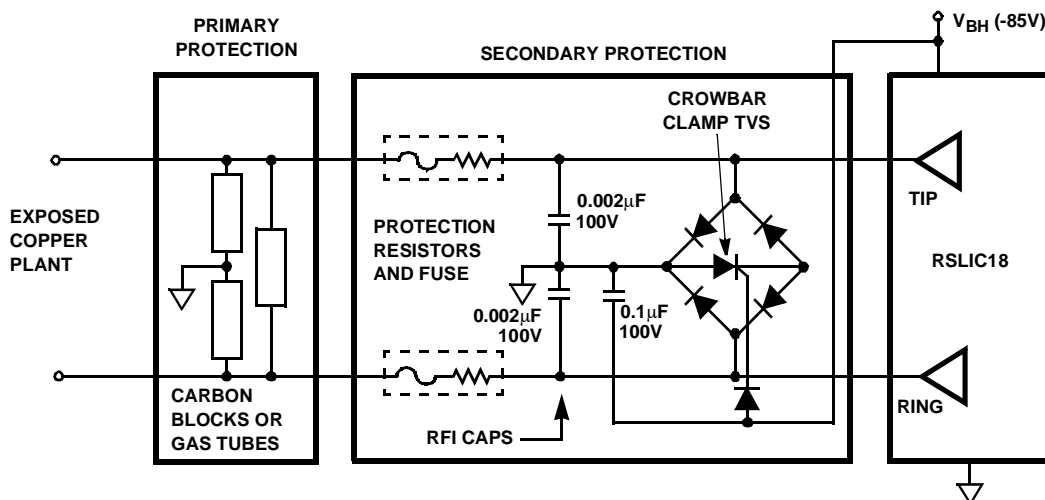 PRIMARY
PROTECTION
SECONDARY PROTECTION
VBH (-85V)
CROWBAR
CLAMP TVS
EXPOSED
COPPER
PLANT
PROTECTION
RESISTORS
AND FUSE
0.002μF
100V
0.002μF
100V
0.1μF
100V
TIP
RSLIC18
RING
CARBON
BLOCKS OR
GAS TUBES
RFI CAPS